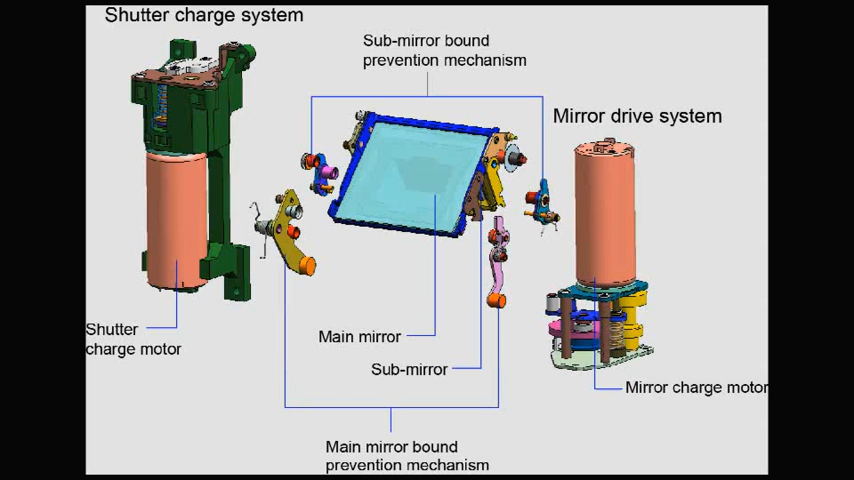 Shutter charge system
Sub-mirror bound
prevention mechanism
Mirror drive system
Shutter
charge motor
Main mirror
Sub-mirror
Mirror charge motor
Main mirror bound
prevention mechanism